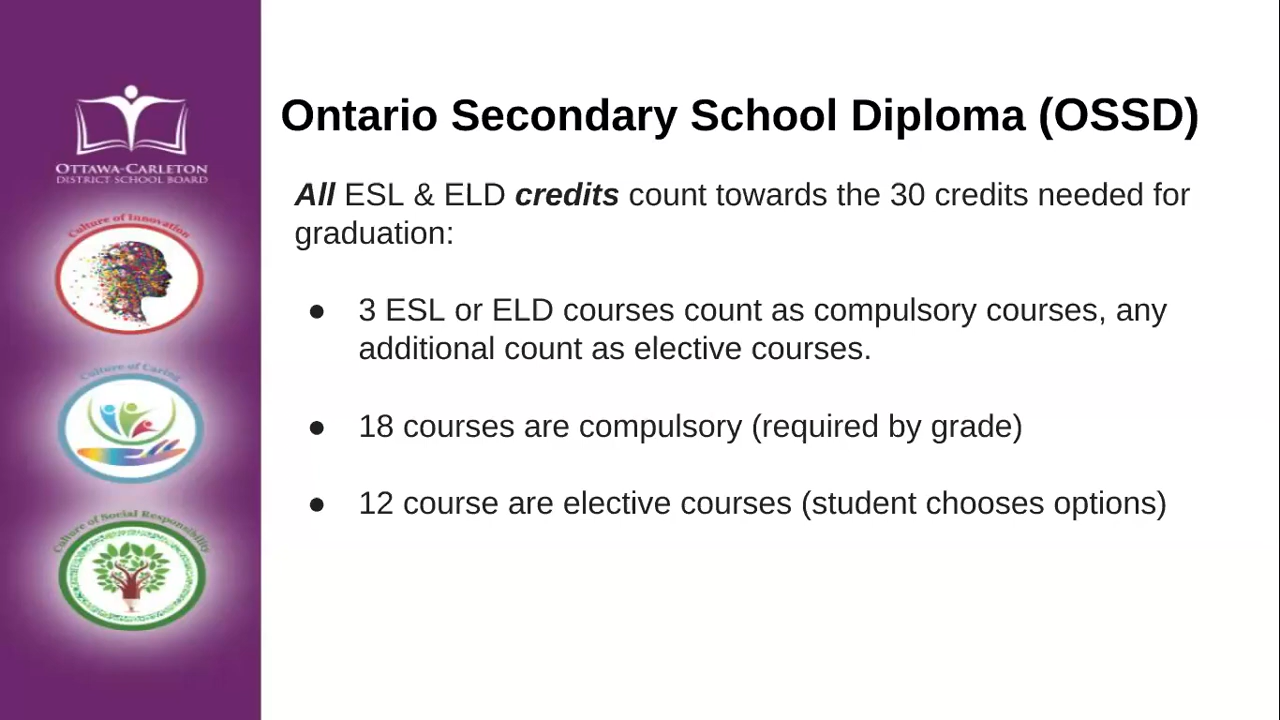 OTTAWA-CARLETON
DISTRICT SCHOOL BOARD
Culture of Innovation
Culture of Caring
Culture of Social Responsibility
Ontario Secondary School Diploma (OSSD)
All ESL & ELD credits count towards the 30 credits needed for
graduation:
● 3 ESL or ELD courses count as compulsory courses, any
additional count as elective courses.
● 18 courses are compulsory (required by grade)
● 12 course are elective courses (student chooses options)